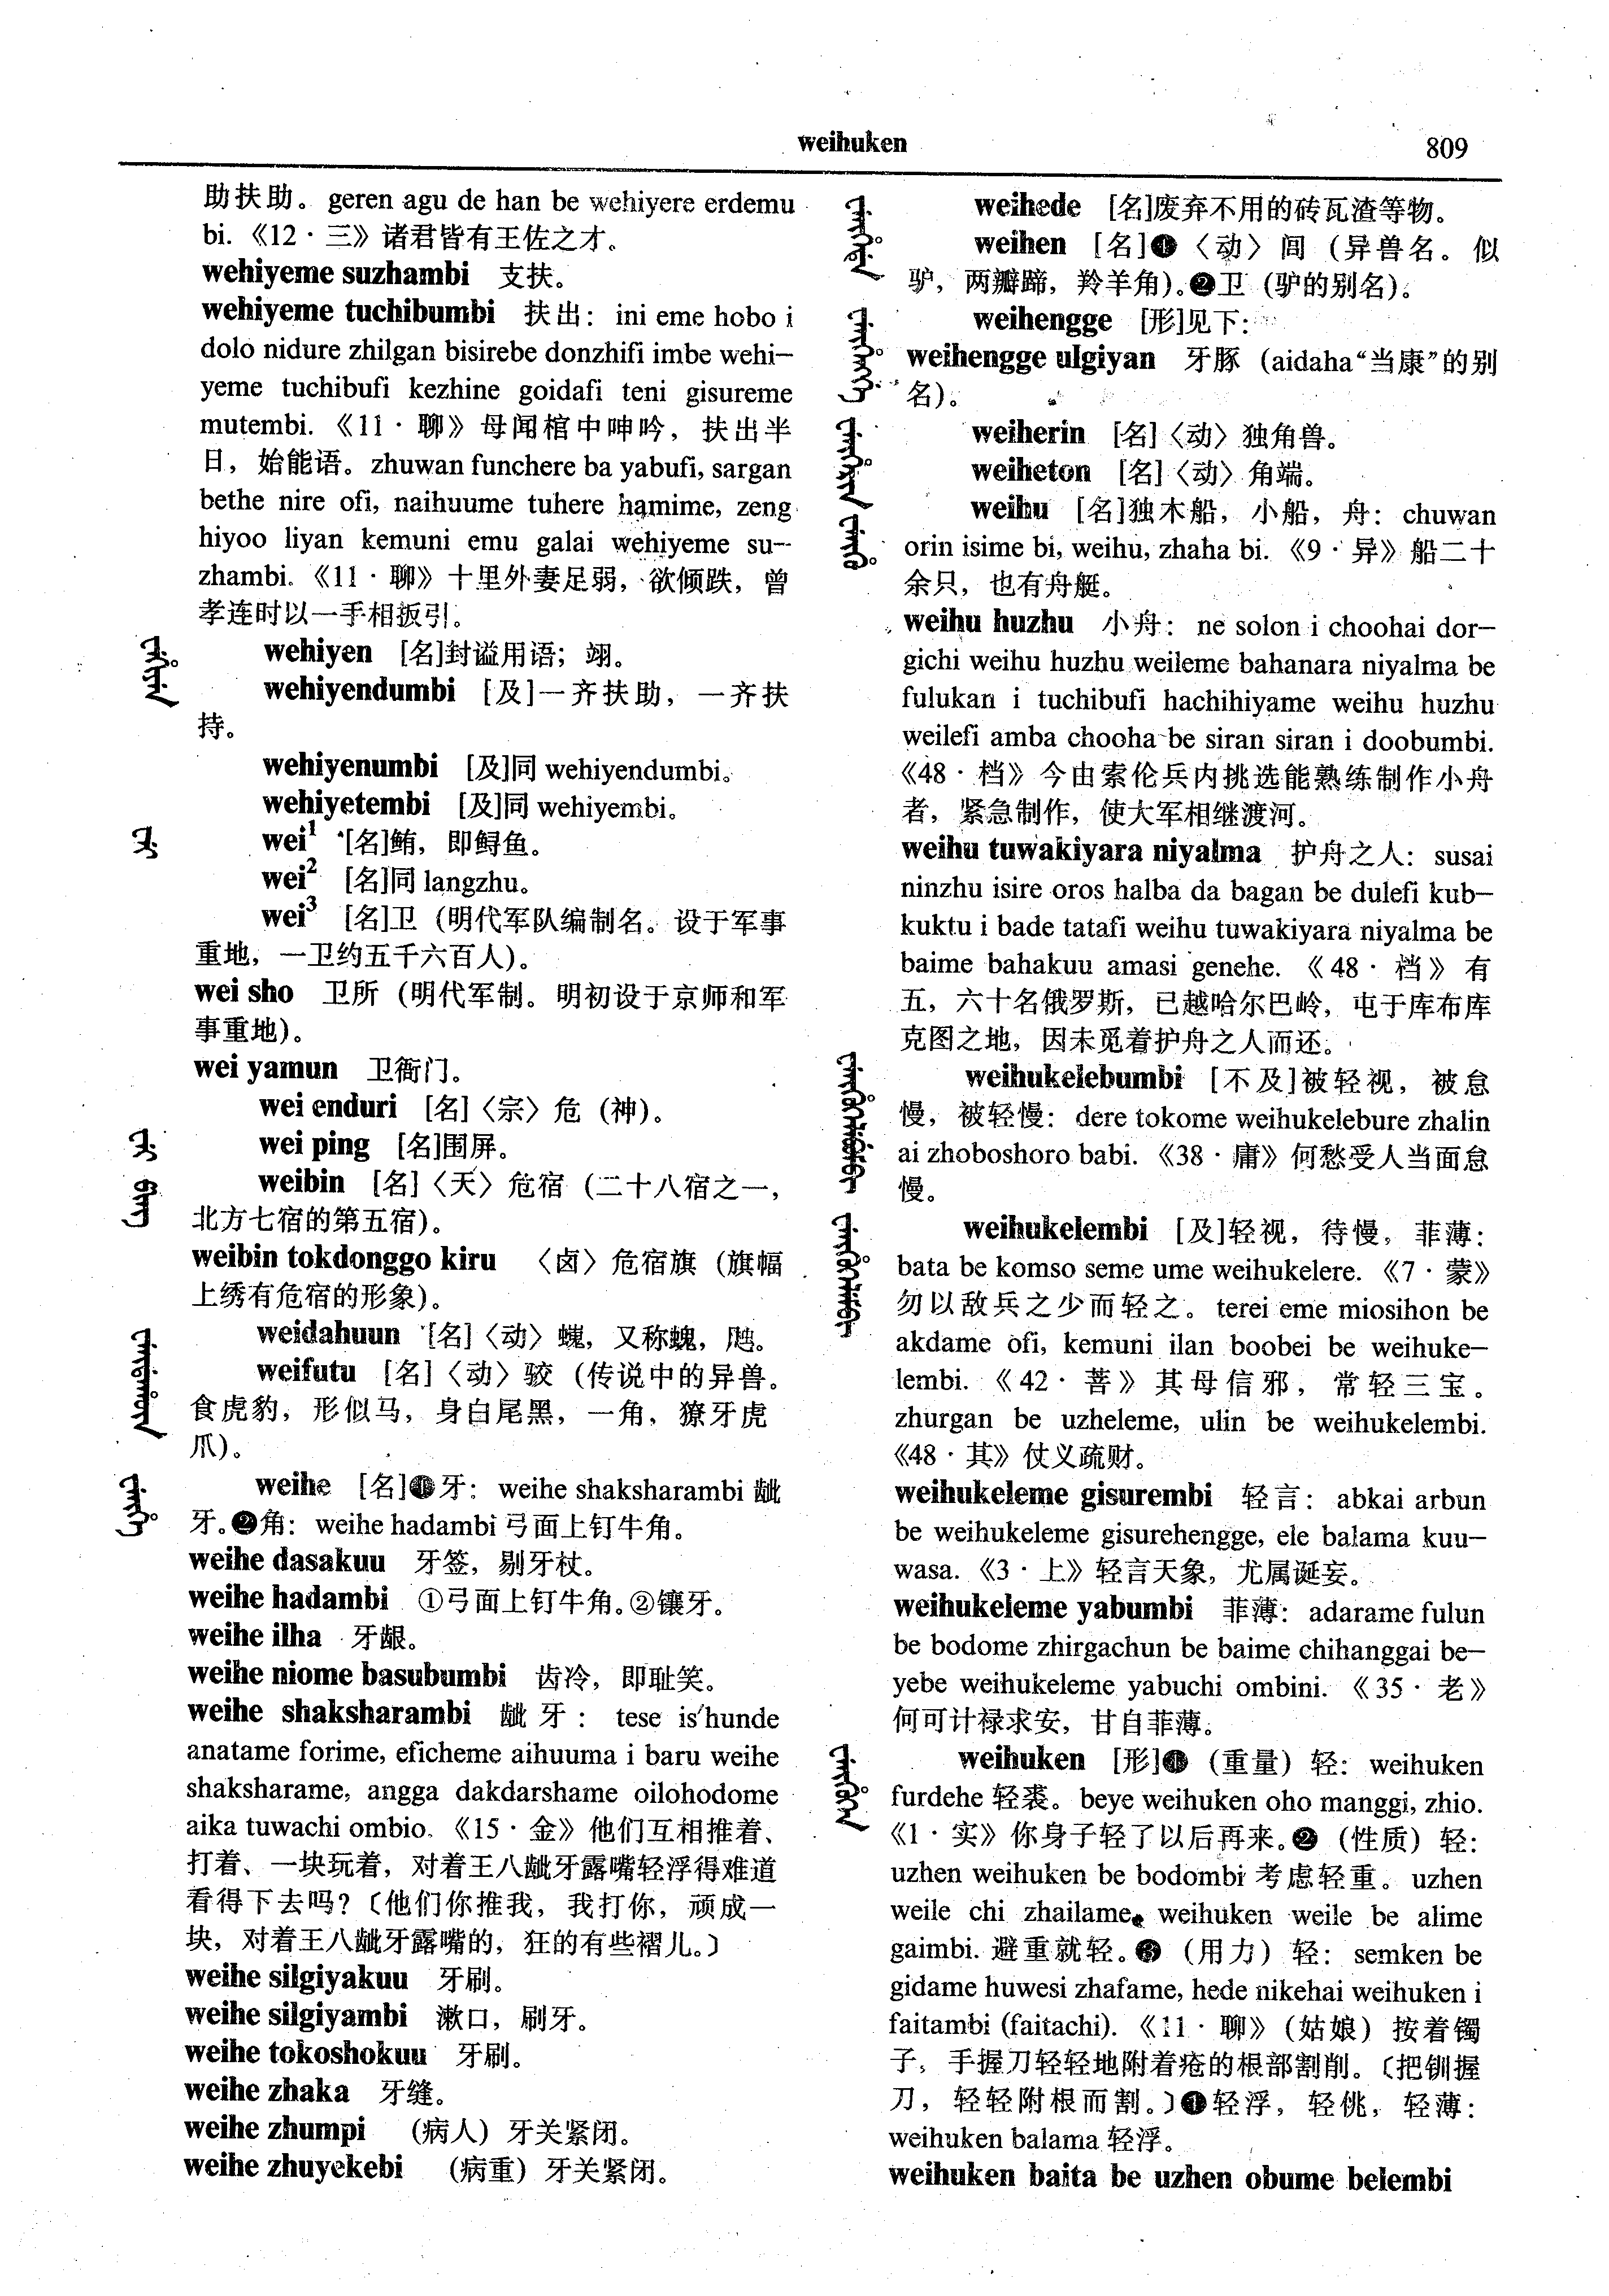 weihuken
809
助扶助。geren agu de han be wehiyere erdemu
bi.《12·三》诸君皆有王佐之才。
wehiyeme suzhambi 支扶。
wehiyeme tuchibumbi 扶出：ini eme hobo i
dolo nidure zhilgan bisirebe donzhifi imbe wehi-
yeme tuchibufi kezhine goidafi teni gisureme
mutembi.《11·聊》母闻棺中呻吟，扶出半
日，始能语。zhuwan funchere ba yabufi, sargan
bethe nire ofi, naihuume tuhere hamime, zeng
hiyoo liyan kemuni emu galai wehiyeme su-
zhambi.《11·聊》十里外妻足弱，欲倾跌，曾
孝连时以一手相扳引。
wehiyen [名]封谥用语；翊。
wehiyendumbi [及]一齐扶助，一齐扶
持。
wehiyenumbi [及]同 wehiyendumbi。
wehiyetembi [及]同 wehiyembi。
wei¹ [名]鲔，即鲟鱼。
wei² [名]同 langzhu。
wei³ [名]卫（明代军队编制名。设于军事
重地，一卫约五千六百人）。
wei sho 卫所（明代军制。明初设于京师和军
事重地）。
wei yamun 卫衙门。
wei enduri [名]〈宗〉危（神）。
wei ping [名]围屏。
weibin [名]〈天〉危宿（二十八宿之一，
北方七宿的第五宿）。
weibin tokdonggo kiru 〈卤〉危宿旗（旗幅
上绣有危宿的形象）。
weidahuun [名]〈动〉又称
weifutu [名]〈动〉驳（传说中的异兽。
食虎豹，形似马，身白尾黑，一角，獠牙虎
爪）。
weihe [名]❶牙：weihe shaksharambi 龇
牙。❷角：weihe hadambi 弓面上钉牛角。
weihe dasakuu 牙签，剔牙杖。
weihe hadambi ①弓面上钉牛角。②镶牙。
weihe ilha 牙龈。
weihe niome basubumbi 齿冷，即耻笑。
weihe shaksharambi 龇牙：tese is'hunde
anatame forime, eficheme aihuuma i baru weihe
shaksharame, angga dakdarshame oilohodome
aika tuwachi ombio.《15·金》他们互相推着、
打着、一块玩着，对着王八龇牙露嘴轻浮得难道
看得下去吗？〔他们你推我，我打你，顽成一
块，对着王八龇牙露嘴的，狂的有些褶儿。〕
weihe silgiyakuu 牙刷。
weihe silgiyambi 漱口，刷牙。
weihe tokoshokuu 牙刷。
weihe zhaka 牙缝。
weihe zhumpi （病人）牙关紧闭。
weihe zhuyekebi （病重）牙关紧闭。
weihede [名]废弃不用的砖瓦渣等物。
weihen [名]❶〈动〉闾（异兽名。似
驴，两瓣蹄，羚羊角）。❷卫（驴的别名）。
weihengge [形]见下：
weihengge ulgiyan 牙豚（aidaha“当康”的别
名）。
weiherin [名]〈动〉独角兽。
weiheton [名]〈动〉角端。
weihu [名]独木船，小船，舟：chuwan
orin isime bi, weihu, zhaha bi.《9·异》船二十
余只，也有舟艇。
weihu huzhu 小舟：ne solon i choohai dor-
gichi weihu huzhu weileme bahanara niyalma be
fulukan i tuchibufi hachihiyame weihu huzhu
weilefi amba chooha be siran siran i doobumbi.
《48·档》今由索伦兵内挑选能熟练制作小舟
者，紧急制作，使大军相继渡河。
weihu tuwakiyara niyalma 护舟之人：susai
ninzhu isire oros halba da bagan be dulefi kub-
kuktu i bade tatafi weihu tuwakiyara niyalma be
baime bahakuu amasi genehe.《48·档》有
五，六十名俄罗斯，已越哈尔巴岭，屯于库布库
克图之地，因未觅着护舟之人而还。
weihukelebumbi [不及]被轻视，被怠
慢，被轻慢：dere tokome weihukelebure zhalin
ai zhoboshoro babi.《38·庸》何愁受人当面怠
慢。
weihukelembi [及]轻视，待慢，菲薄：
bata be komso seme ume weihukelere.《7·蒙》
勿以敌兵之少而轻之。terei eme miosihon be
akdame ofi, kemuni ilan boobei be weihuke-
lembi.《42·菩》其母信邪，常轻三宝。
zhurgan be uzheleme, ulin be weihukelembi.
《48·其》仗义疏财。
weihukeleme gisurembi 轻言：abkai arbun
be weihukeleme gisurehengge, ele balama kuu-
wasa.《3·上》轻言天象，尤属诞妄。
weihukeleme yabumbi 菲薄：adarame fulun
be bodome zhirgachun be baime chihanggai be-
yebe weihukeleme yabuchi ombini.《35·老》
何可计禄求安，甘自菲薄。
weihuken [形]❶（重量）轻：weihuken
furdehe 轻裘。beye weihuken oho manggi, zhio.
《1·实》你身子轻了以后再来。❷（性质）轻：
uzhen weihuken be bodombi 考虑轻重。uzhen
weile chi zhailame, weihuken weile be alime
gaimbi. 避重就轻。❸（用力）轻：semken be
gidame huwesi zhafame, hede nikehai weihuken i
faitambi (faitachi).《11·聊》（姑娘）按着镯
子，手握刀轻轻地附着疮的根部割削。〔把钏握
刀，轻轻附根而割。〕❹轻浮，轻佻，轻薄：
weihuken balama 轻浮。
weihuken baita be uzhen obume belembi